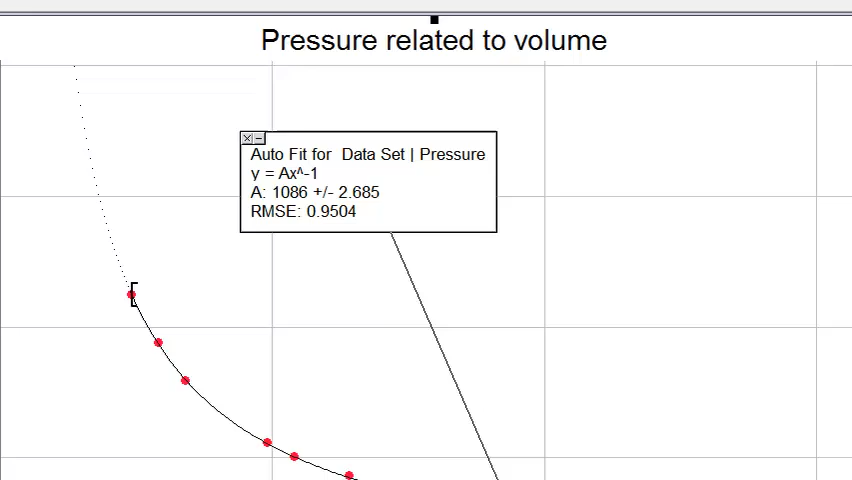 Pressure related to volume
Auto Fit for Data Set | Pressure
y = Ax^-1
A: 1086 +/- 2.685
RMSE: 0.9504